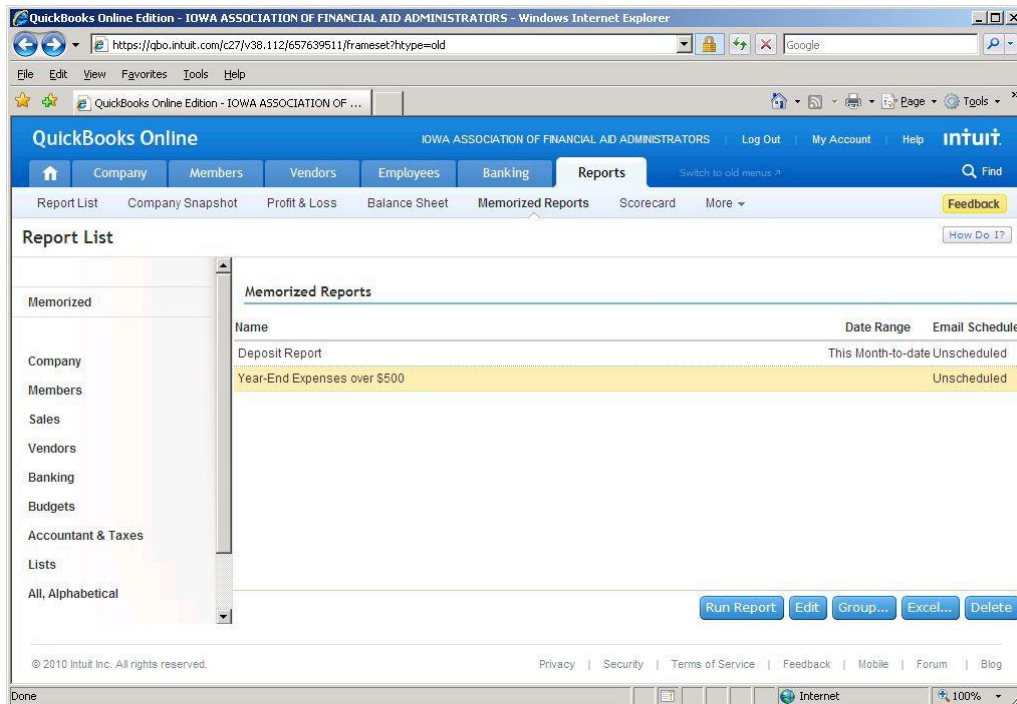 QuickBooks Online Edition - IOWA ASSOCIATION OF FINANCIAL AID ADMINISTRATORS - Windows Internet Explorer
https://qbo.intuit.com/c27/v38.112/657639511/frameset?htype=old
Google
File Edit View Favorites Tools Help
QuickBooks Online Edition - IOWA ASSOCIATION OF ...
Page Tools
QuickBooks Online
IOWA ASSOCIATION OF FINANCIAL AID ADMINISTRATORS | Log Out | My Account | Help intuit.
Company Members Vendors Employees Banking Reports Switch to old menus Find
Report List Company Snapshot Profit & Loss Balance Sheet Memorized Reports Scorecard More Feedback
Report List
How Do I?
Memorized Reports
Memorized
Name Date Range Email Schedule
Deposit Report This Month-to-date Unscheduled
Year-End Expenses over $500 Unscheduled
Company
Members
Sales
Vendors
Banking
Budgets
Accountant & Taxes
Lists
All, Alphabetical
Run Report Edit Group... Excel... Delete
© 2010 Intuit Inc. All rights reserved.
Privacy | Security | Terms of Service | Feedback | Mobile | Forum | Blog
Done Internet 100%